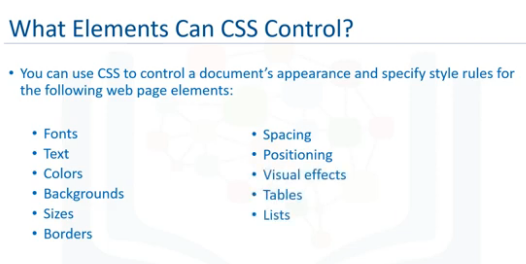 What Elements Can CSS Control?
• You can use CSS to control a document's appearance and specify style rules for
the following web page elements:
• Fonts
• Text
• Colors
• Backgrounds
• Sizes
• Borders
• Spacing
• Positioning
• Visual effects
• Tables
• Lists